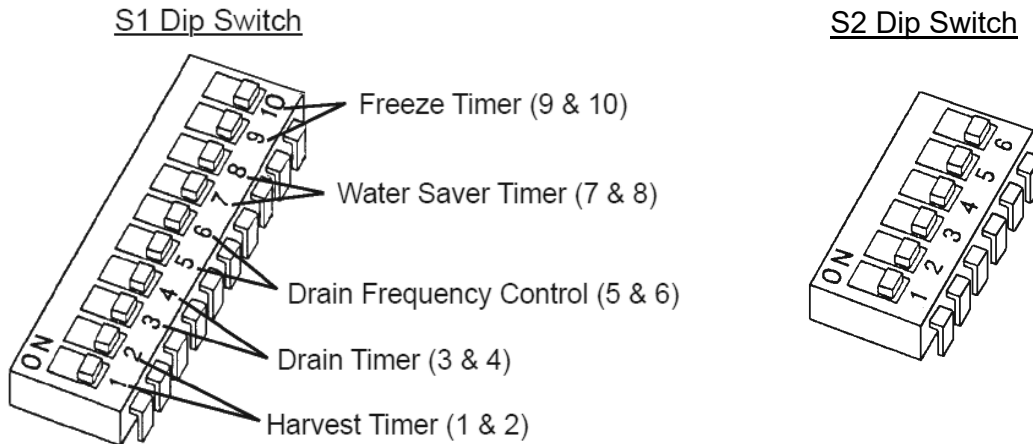 S1 Dip Switch
S2 Dip Switch
10
9
8
7
6
5
4
3
2
1
ON
Freeze Timer (9 & 10)
Water Saver Timer (7 & 8)
Drain Frequency Control (5 & 6)
Drain Timer (3 & 4)
Harvest Timer (1 & 2)
6
5
4
3
2
1
ON